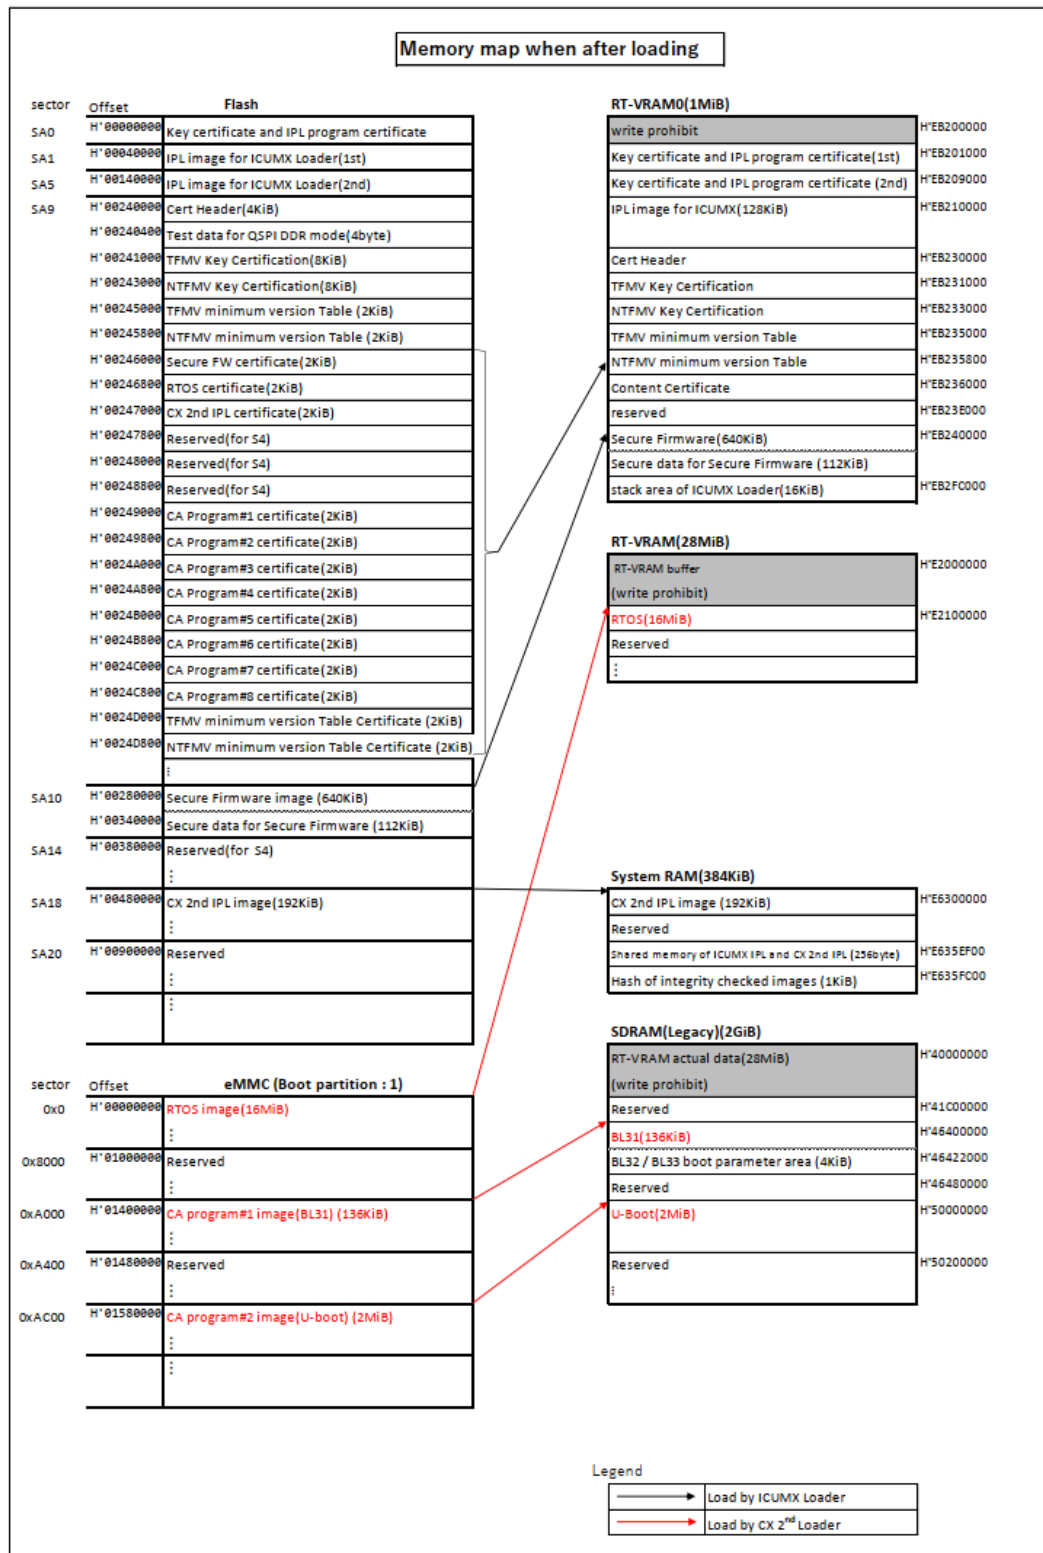 Memory map when after loading
sector Offset Flash
SA0 H'00000000 Key certificate and IPL program certificate
SA1 H'00040000 IPL image for ICUMX Loader(1st)
SA5 H'00140000 IPL image for ICUMX Loader(2nd)
SA9 H'00240000 Cert Header(4KiB)
H'00240400 Test data for QSPI DDR mode(4byte)
H'00241000 TFMV Key Certification(8KiB)
H'00243000 NTFMV Key Certification(8KiB)
H'00245000 TFMV minimum version Table (2KiB)
H'00245800 NTFMV minimum version Table (2KiB)
H'00246000 Secure FW certificate(2KiB)
H'00246800 RTOS certificate(2KiB)
H'00247000 CX 2nd IPL certificate(2KiB)
H'00247800 Reserved(for S4)
H'00248000 Reserved(for S4)
H'00248800 Reserved(for S4)
H'00249000 CA Program#1 certificate(2KiB)
H'00249800 CA Program#2 certificate(2KiB)
H'0024A000 CA Program#3 certificate(2KiB)
H'0024A800 CA Program#4 certificate(2KiB)
H'0024B000 CA Program#5 certificate(2KiB)
H'0024B800 CA Program#6 certificate(2KiB)
H'0024C000 CA Program#7 certificate(2KiB)
H'0024C800 CA Program#8 certificate(2KiB)
H'0024D000 TFMV minimum version Table Certificate (2KiB)
H'0024D800 NTFMV minimum version Table Certificate (2KiB)
⋮
SA10 H'00280000 Secure Firmware image (640KiB)
H'00340000 Secure data for Secure Firmware (112KiB)
SA14 H'00380000 Reserved(for S4)
⋮
SA18 H'00480000 CX 2nd IPL image(192KiB)
⋮
SA20 H'00900000 Reserved
⋮
⋮
sector Offset eMMC (Boot partition : 1)
0x0 H'00000000 RTOS image(16MiB)
⋮
0x8000 H'01000000 Reserved
⋮
0xA000 H'01400000 CA program#1 image(BL31) (136KiB)
⋮
0xA400 H'01480000 Reserved
⋮
0xAC00 H'01580000 CA program#2 image(U-boot) (2MiB)
⋮
⋮
RT-VRAM0(1MiB)
write prohibit H'EB200000
Key certificate and IPL program certificate(1st) H'EB201000
Key certificate and IPL program certificate (2nd) H'EB209000
IPL image for ICUMX(128KiB) H'EB210000
Cert Header H'EB230000
TFMV Key Certification H'EB231000
NTFMV Key Certification H'EB233000
TFMV minimum version Table H'EB235000
NTFMV minimum version Table H'EB235800
Content Certificate H'EB236000
reserved H'EB23E000
Secure Firmware(640KiB) H'EB240000
Secure data for Secure Firmware (112KiB)
stack area of ICUMX Loader(16KiB) H'EB2FC000
RT-VRAM(28MiB)
RT-VRAM buffer H'E2000000
(write prohibit)
RTOS(16MiB) H'E2100000
Reserved
⋮
System RAM(384KiB)
CX 2nd IPL image (192KiB) H'E6300000
Reserved
Shared memory of ICUMX IPL and CX 2nd IPL (256byte) H'E635EF00
Hash of integrity checked images (1KiB) H'E635FC00
SDRAM(Legacy)(2GiB)
RT-VRAM actual data(28MiB) H'40000000
(write prohibit)
Reserved H'41C00000
BL31(136KiB) H'46400000
BL32 / BL33 boot parameter area (4KiB) H'46422000
Reserved H'46480000
U-Boot(2MiB) H'50000000
Reserved H'50200000
⋮
Legend
Load by ICUMX Loader
Load by CX 2nd Loader